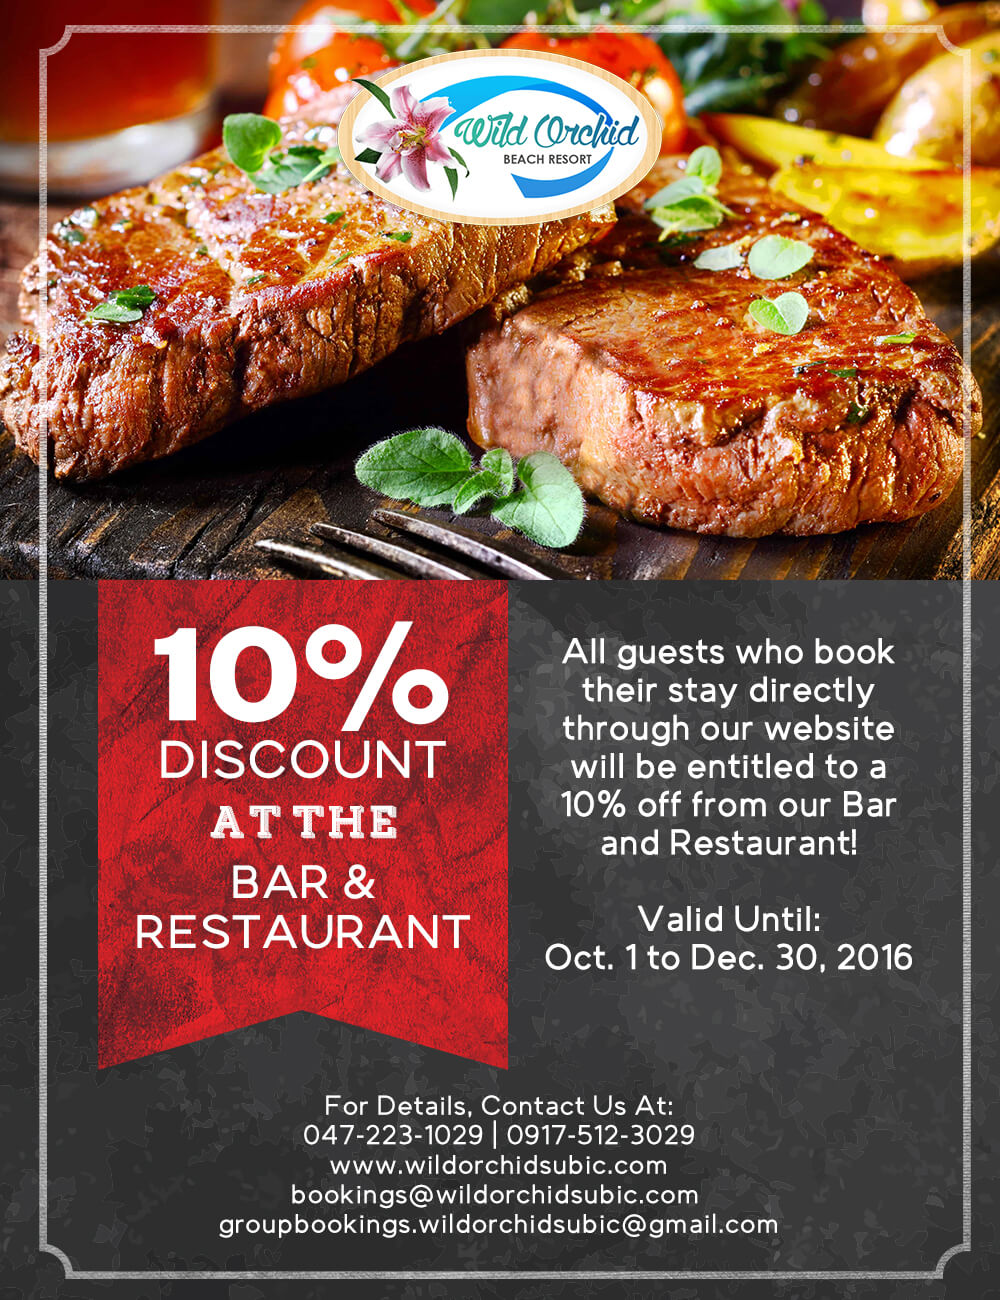 Wild Orchid
BEACH RESORT
10%
DISCOUNT
AT THE
BAR &
RESTAURANT
All guests who book
their stay directly
through our website
will be entitled to a
10% off from our Bar
and Restaurant!
Valid Until:
Oct. 1 to Dec. 30, 2016
For Details, Contact Us At:
047-223-1029 | 0917-512-3029
www.wildorchidsubic.com
bookings@wildorchidsubic.com
groupbookings.wildorchidsubic@gmail.com